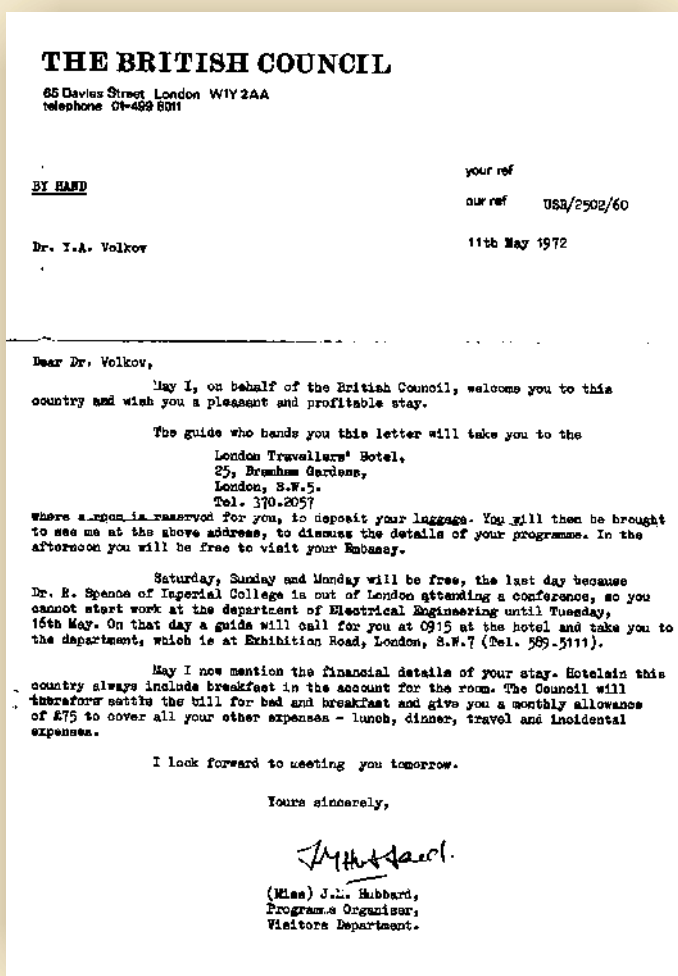 THE BRITISH COUNCIL
65 Davies Street London W1Y 2AA
telephone 01-499 8011
your ref
BY HAND
our ref USR/2502/60
Dr. Y.A. Volkov
11th May 1972
Dear Dr. Volkov,
May I, on behalf of the British Council, welcome you to this
country and wish you a pleasant and profitable stay.
The guide who hands you this letter will take you to the
London Travellers' Hotel,
25, Bramham Gardens,
London, S.W.5.
Tel. 370.2057
where a room is reserved for you, to deposit your luggage. You will then be brought
to see me at the above address, to discuss the details of your programme. In the
afternoon you will be free to visit your Embassy.
Saturday, Sunday and Monday will be free, the last day because
Dr. R. Spence of Imperial College is out of London attending a conference, so you
cannot start work at the department of Electrical Engineering until Tuesday,
16th May. On that day a guide will call for you at 0915 at the hotel and take you to
the department, which is at Exhibition Road, London, S.W.7 (Tel. 589-5111).
May I now mention the financial details of your stay. Hotelsin this
country always include breakfast in the account for the room. The Council will
therefore settle the bill for bed and breakfast and give you a monthly allowance
of £75 to cover all your other expenses - lunch, dinner, travel and incidental
expenses.
I look forward to meeting you tomorrow.
Yours sincerely,
JMHubbard.
(Miss) J.M. Hubbard,
Programme Organiser,
Visitors Department.